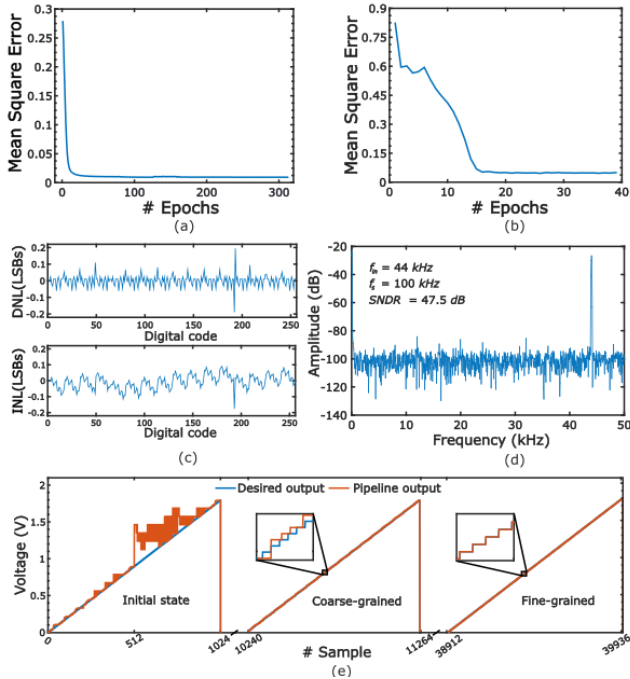 Mean Square Error
0.3
0.25
0.2
0.15
0.1
0.05
0
0 100 200 300
# Epochs
(a)
Mean Square Error
0.9
0.75
0.6
0.45
0.3
0.15
0
0 10 20 30 40
# Epochs
(b)
DNL(LSBs)
0.2
0.1
0
-0.1
-0.2
0 50 100 150 200 250
Digital code
INL(LSBs)
0.2
0.1
0
-0.1
-0.2
0 50 100 150 200 250
Digital code
(c)
Amplitude (dB)
-20
-40
-60
-80
-100
-120
-140
fin = 44 kHz
fs = 100 kHz
SNDR = 47.5 dB
0 10 20 30 40 50
Frequency (kHz)
(d)
Desired output Pipeline output
Voltage (V)
2
1.5
1
0.5
0
Initial state Coarse-grained Fine-grained
0 512 1024 10240 11264 38912 39936
# Sample
(e)